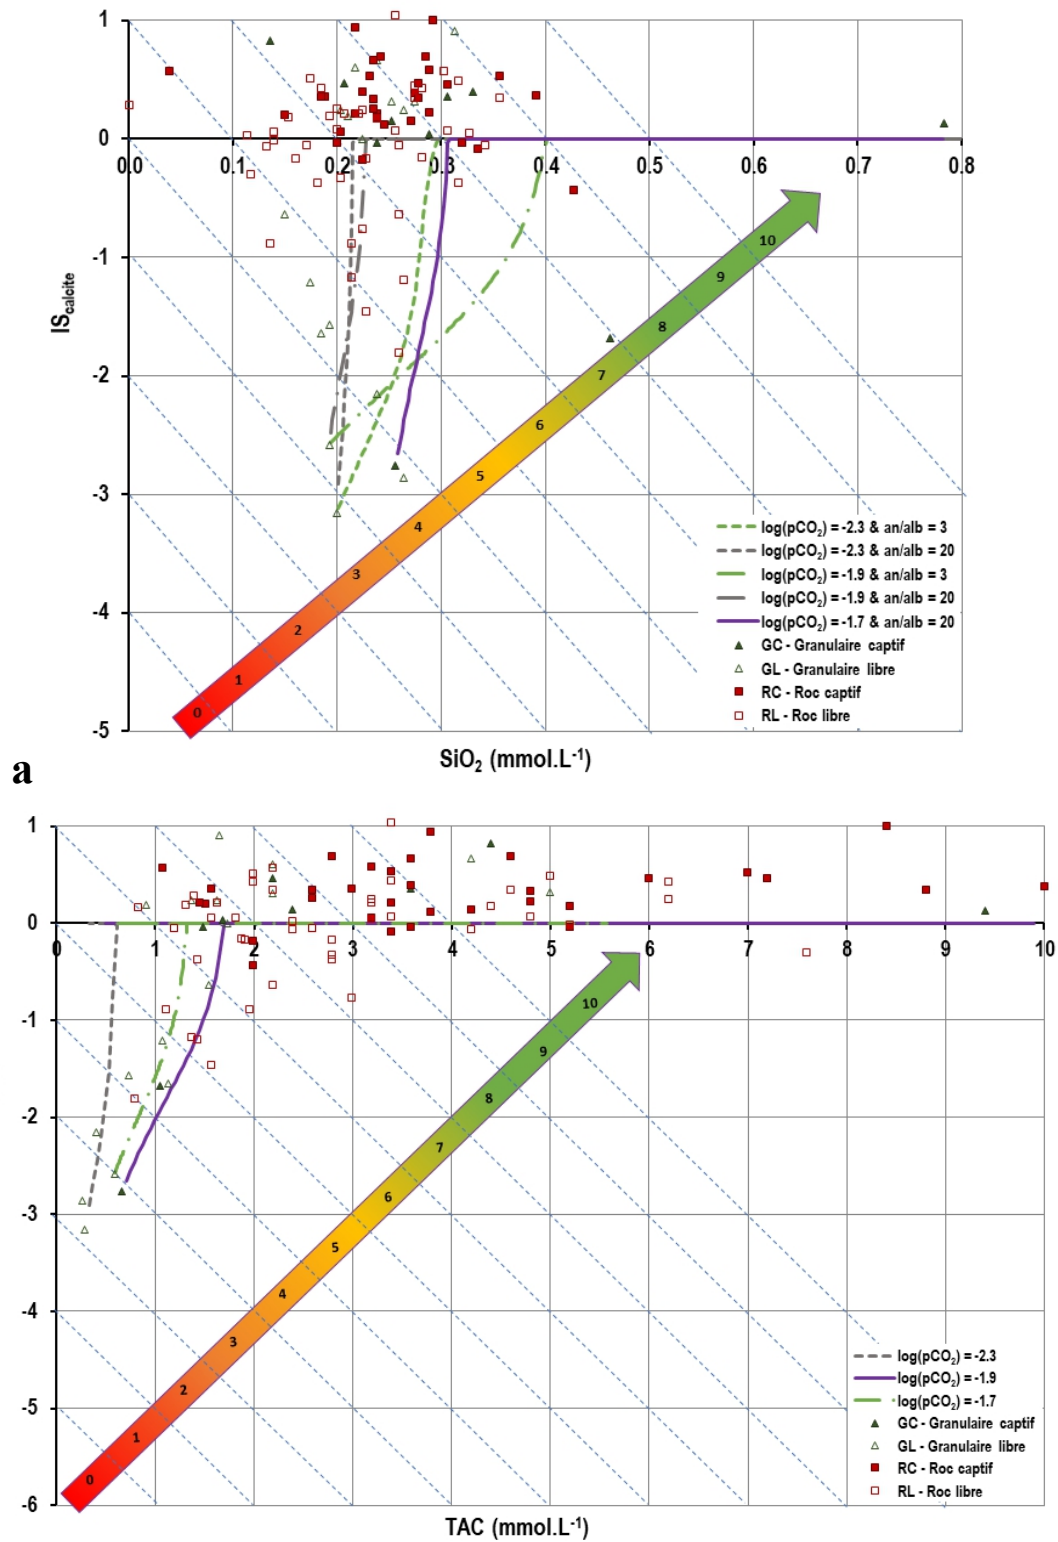 1
0
0.0 0.1 0.2 0.3 0.4 0.5 0.6 0.7 0.8
-1
-2
-3
-4
-5
IScalcite
0 1 2 3 4 5 6 7 8 9 10
log(pCO2) = -2.3 & an/alb = 3
log(pCO2) = -2.3 & an/alb = 20
log(pCO2) = -1.9 & an/alb = 3
log(pCO2) = -1.9 & an/alb = 20
log(pCO2) = -1.7 & an/alb = 20
GC - Granulaire captif
GL - Granulaire libre
RC - Roc captif
RL - Roc libre
SiO2 (mmol.L-1)
a
1
0
0 1 2 3 4 5 6 7 8 9 10
-1
-2
-3
-4
-5
-6
0 1 2 3 4 5 6 7 8 9 10
log(pCO2) = -2.3
log(pCO2) = -1.9
log(pCO2) = -1.7
GC - Granulaire captif
GL - Granulaire libre
RC - Roc captif
RL - Roc libre
TAC (mmol.L-1)